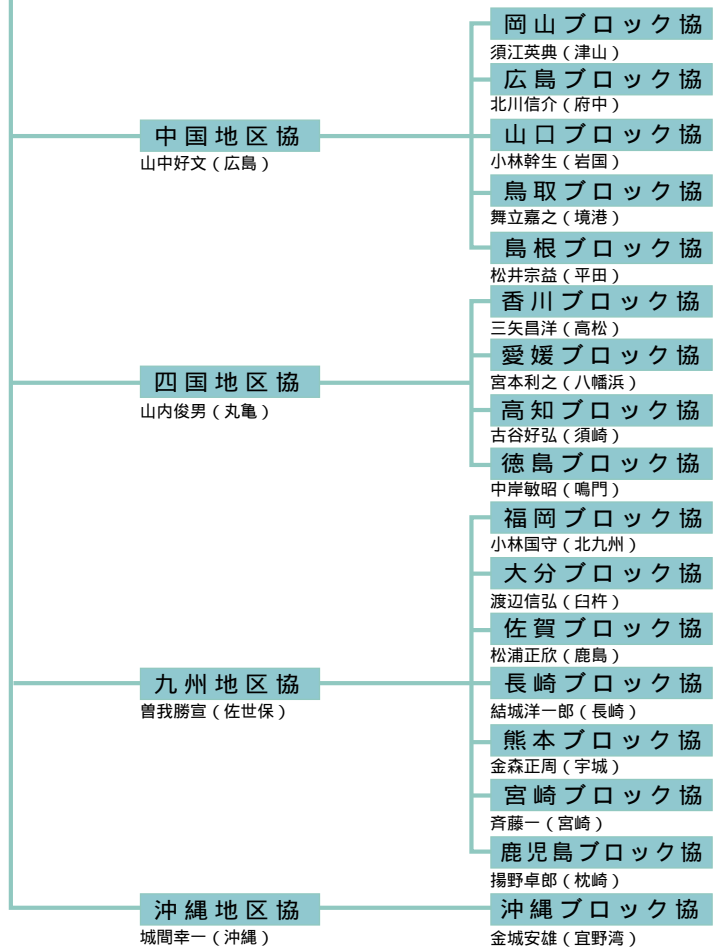 岡山ブロック協
須江英典(津山)
広島ブロック協
北川信介(府中)
中国地区協
山中好文(広島)
山口ブロック協
小林幹生(岩国)
鳥取ブロック協
舞立嘉之(境港)
島根ブロック協
松井宗益(平田)
香川ブロック協
三矢昌洋(高松)
愛媛ブロック協
宮本利之(八幡浜)
四国地区協
山内俊男(丸亀)
高知ブロック協
古谷好弘(須崎)
徳島ブロック協
中岸敏昭(鳴門)
福岡ブロック協
小林国守(北九州)
大分ブロック協
渡辺信弘(臼杵)
佐賀ブロック協
松浦正欣(鹿島)
九州地区協
曽我勝宣(佐世保)
長崎ブロック協
結城洋一郎(長崎)
熊本ブロック協
金森正周(宇城)
宮崎ブロック協
斉藤一(宮崎)
鹿児島ブロック協
揚野卓郎(枕崎)
沖縄地区協
城間幸一(沖縄)
沖縄ブロック協
金城安雄(宜野湾)